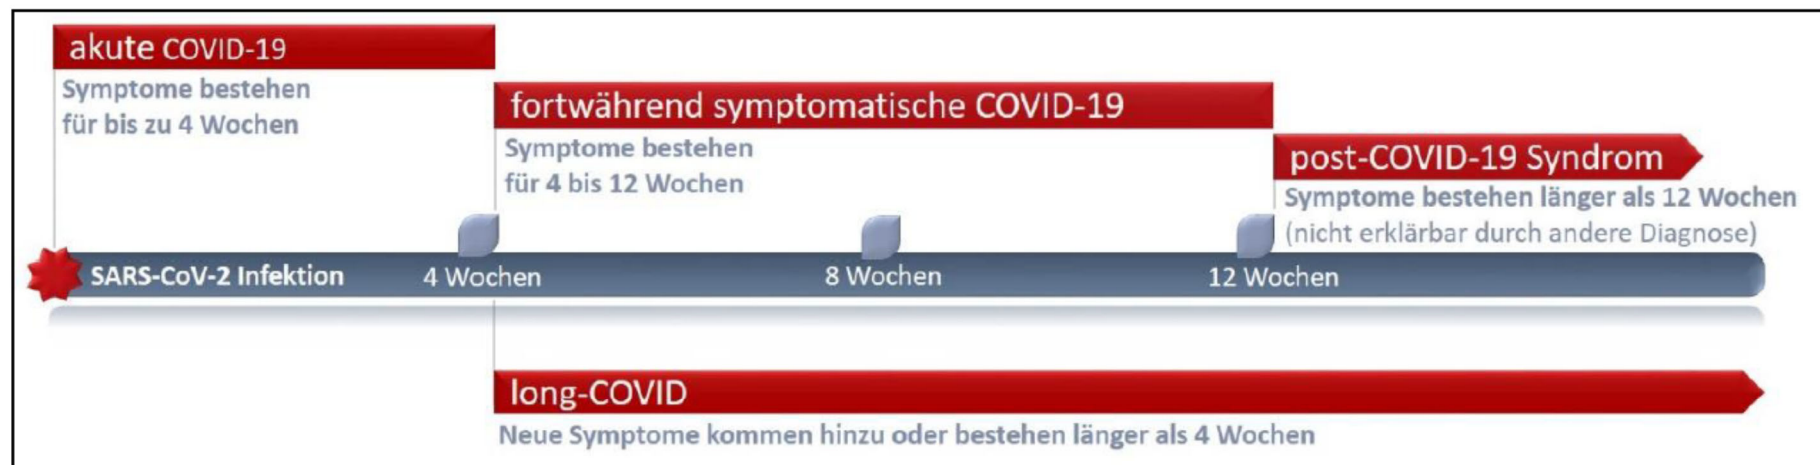 akute COVID-19
Symptome bestehen
für bis zu 4 Wochen
fortwährend symptomatische COVID-19
Symptome bestehen
für 4 bis 12 Wochen
post-COVID-19 Syndrom
Symptome bestehen länger als 12 Wochen
(nicht erklärbar durch andere Diagnose)
SARS-CoV-2 Infektion 4 Wochen 8 Wochen 12 Wochen
long-COVID
Neue Symptome kommen hinzu oder bestehen länger als 4 Wochen